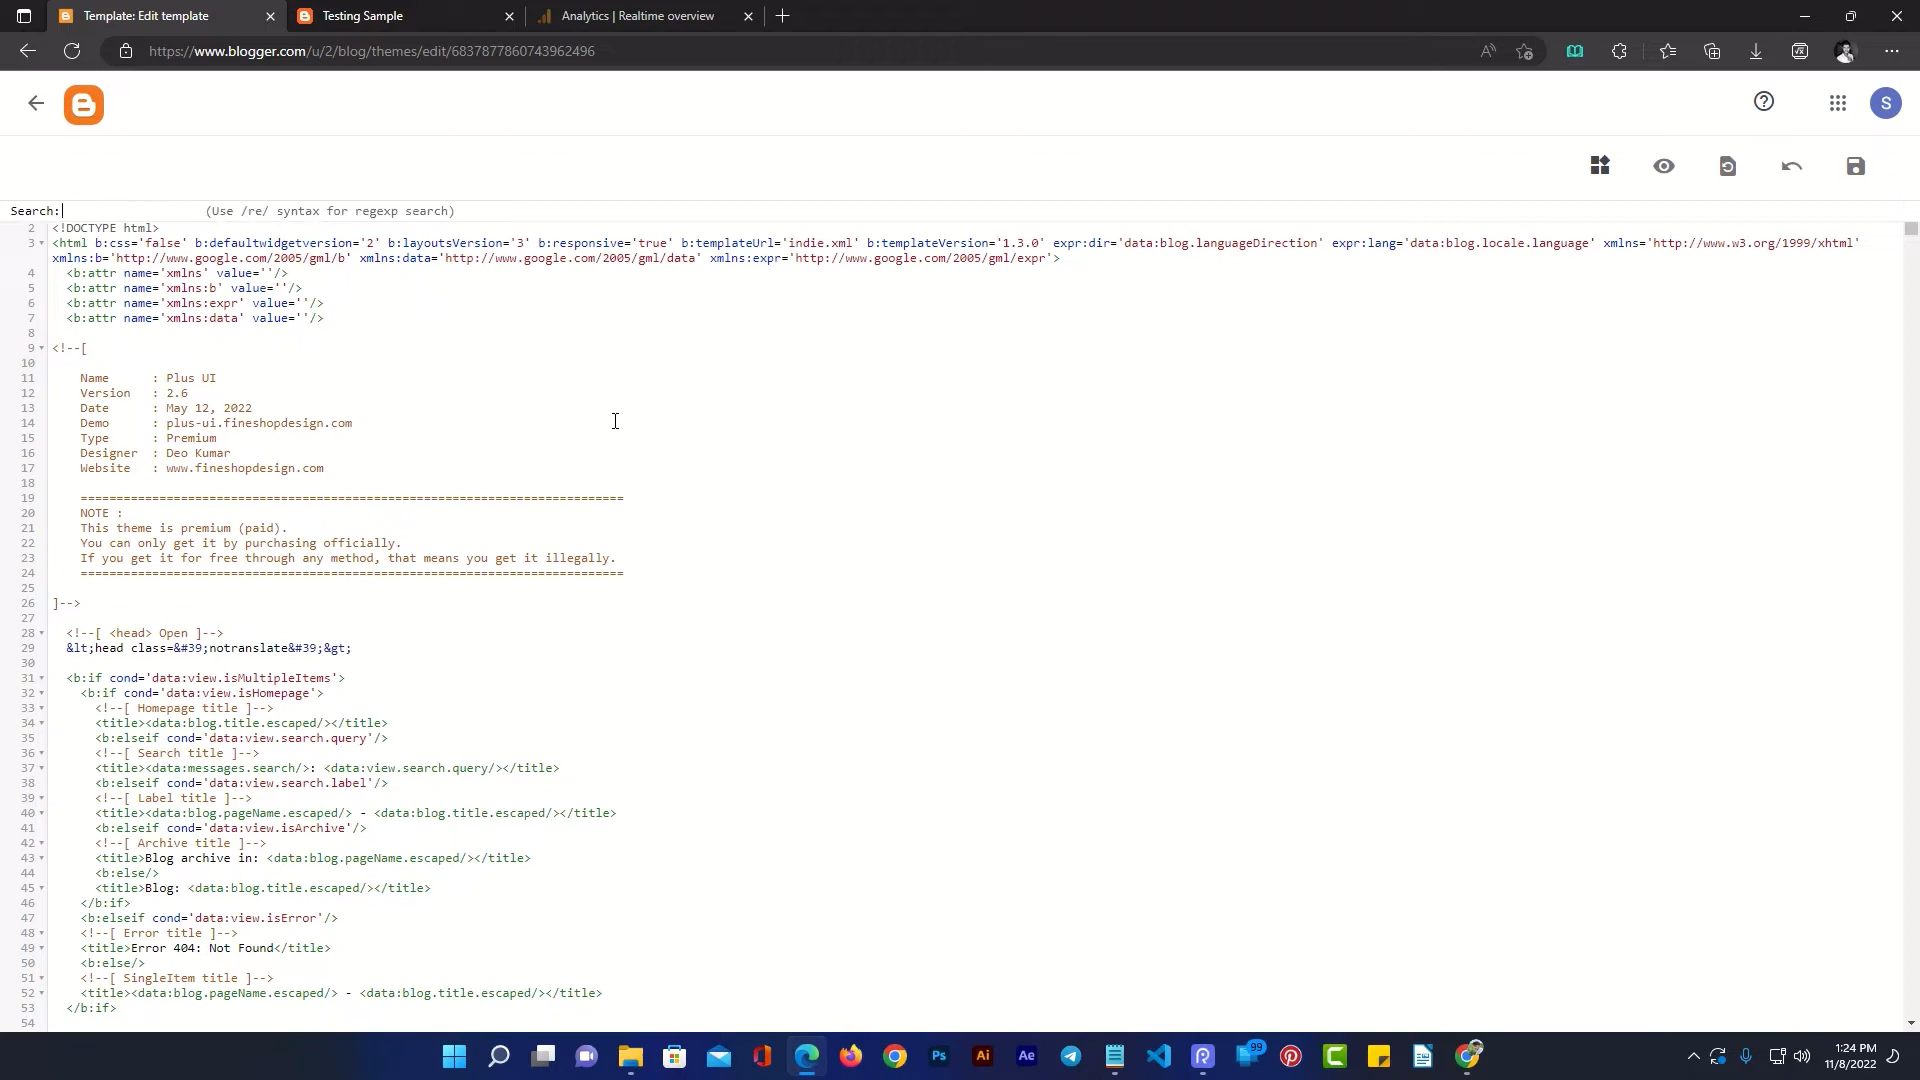 Template: Edit template
Testing Sample
Analytics | Realtime overview
https://www.blogger.com/u/2/blog/themes/edit/6837877860743962496
S
Search:
(Use /re/ syntax for regexp search)
2 <!DOCTYPE html>
3 <html b:css='false' b:defaultwidgetversion='2' b:layoutsVersion='3' b:responsive='true' b:templateUrl='indie.xml' b:templateVersion='1.3.0' expr:dir='data:blog.languageDirection' expr:lang='data:blog.locale.language' xmlns='http://www.w3.org/1999/xhtml'
xmlns:b='http://www.google.com/2005/gml/b' xmlns:data='http://www.google.com/2005/gml/data' xmlns:expr='http://www.google.com/2005/gml/expr'>
4 <b:attr name='xmlns' value=''/>
5 <b:attr name='xmlns:b' value=''/>
6 <b:attr name='xmlns:expr' value=''/>
7 <b:attr name='xmlns:data' value=''/>
8
9 <!--[
10
11 Name : Plus UI
12 Version : 2.6
13 Date : May 12, 2022
14 Demo : plus-ui.fineshopdesign.com
15 Type : Premium
16 Designer : Deo Kumar
17 Website : www.fineshopdesign.com
18
19 ============================================================================
20 NOTE :
21 This theme is premium (paid).
22 You can only get it by purchasing officially.
23 If you get it for free through any method, that means you get it illegally.
24 ============================================================================
25
26 ]-->
27
28 <!--[ <head> Open ]-->
29 &lt;head class=&#39;notranslate&#39;&gt;
30
31 <b:if cond='data:view.isMultipleItems'>
32 <b:if cond='data:view.isHomepage'>
33 <!--[ Homepage title ]-->
34 <title><data:blog.title.escaped/></title>
35 <b:elseif cond='data:view.search.query'/>
36 <!--[ Search title ]-->
37 <title><data:messages.search/>: <data:view.search.query/></title>
38 <b:elseif cond='data:view.search.label'/>
39 <!--[ Label title ]-->
40 <title><data:blog.pageName.escaped/> - <data:blog.title.escaped/></title>
41 <b:elseif cond='data:view.isArchive'/>
42 <!--[ Archive title ]-->
43 <title>Blog archive in: <data:blog.pageName.escaped/></title>
44 <b:else/>
45 <title>Blog: <data:blog.title.escaped/></title>
46 </b:if>
47 <b:elseif cond='data:view.isError'/>
48 <!--[ Error title ]-->
49 <title>Error 404: Not Found</title>
50 <b:else/>
51 <!--[ SingleItem title ]-->
52 <title><data:blog.pageName.escaped/> - <data:blog.title.escaped/></title>
53 </b:if>
54
Ps
Ai
Ae
99
1:24 PM
11/8/2022